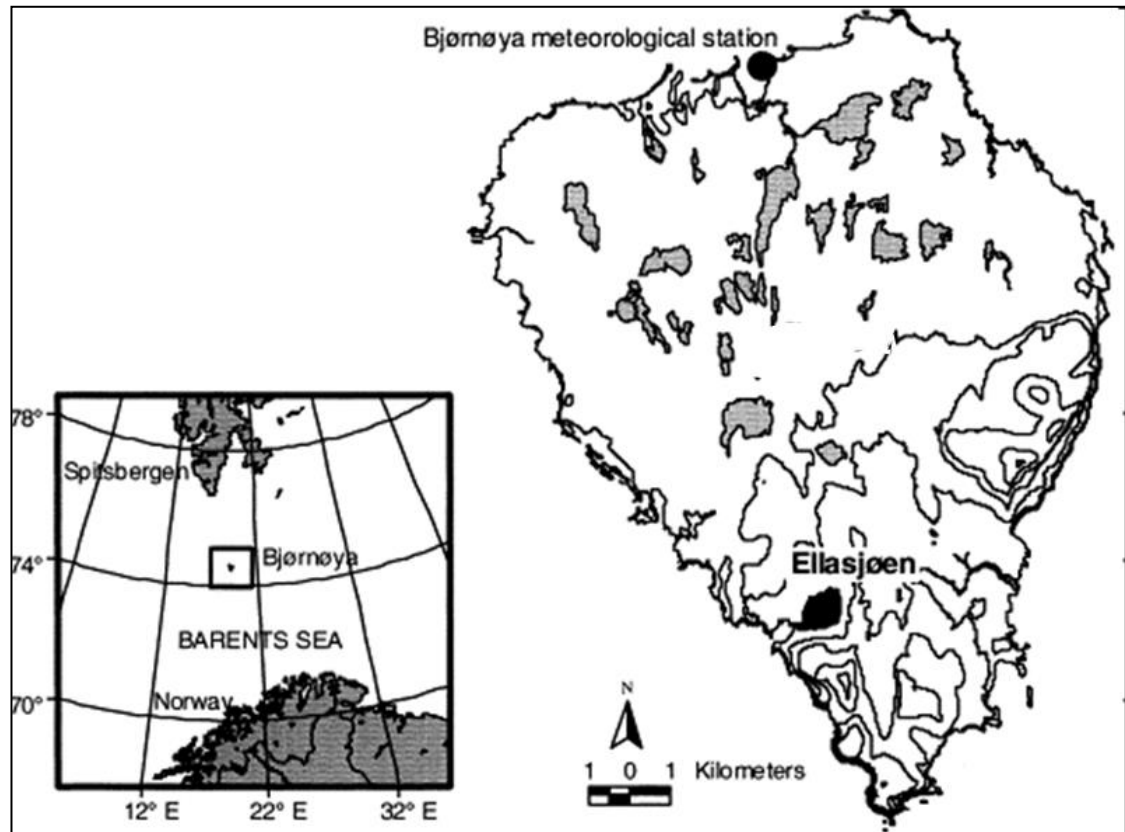 Bjørnøya meteorological station
78°
Spitsbergen
74°
Bjørnøya
BARENTS SEA
Norway
70°
12° E
22° E
32° E
Ellasjøen
N
1 0 1 Kilometers